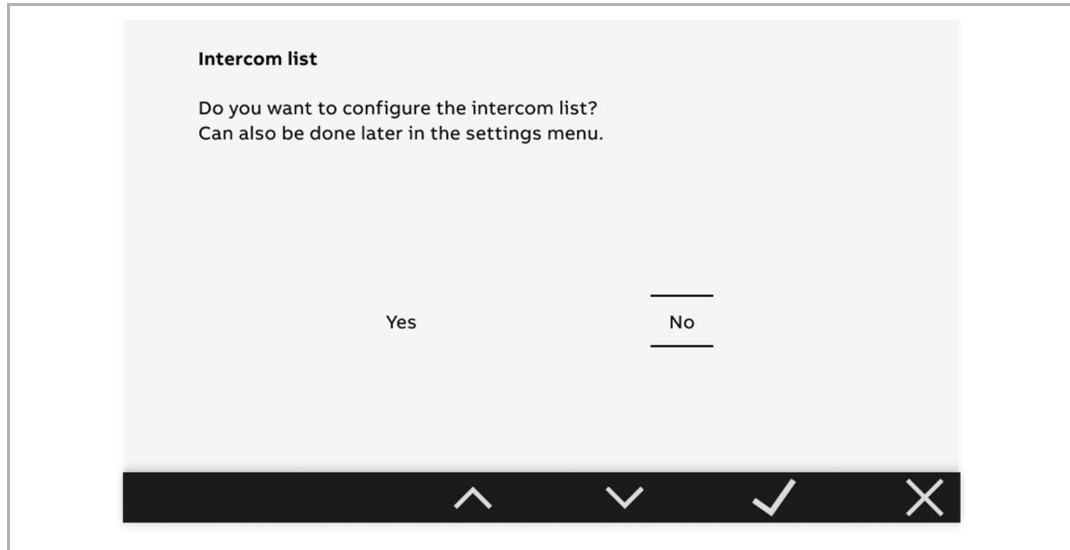 Intercom list
Do you want to configure the intercom list?
Can also be done later in the settings menu.
Yes No